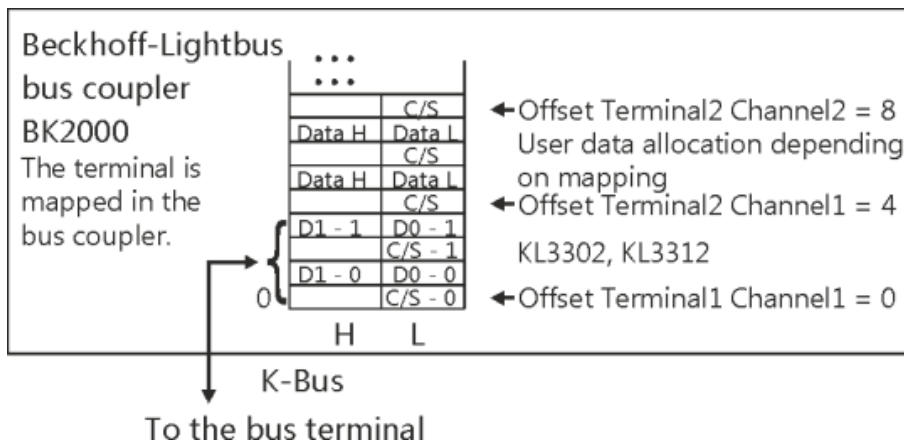 Beckhoff-Lightbus
bus coupler
BK2000
The terminal is
mapped in the
bus coupler.
C/S
Data H Data L
C/S
Data H Data L
C/S
D1 - 1 D0 - 1
C/S - 1
D1 - 0 D0 - 0
0 C/S - 0
H L
Offset Terminal2 Channel2 = 8
User data allocation depending
on mapping
Offset Terminal2 Channel1 = 4
KL3302, KL3312
Offset Terminal1 Channel1 = 0
K-Bus
To the bus terminal